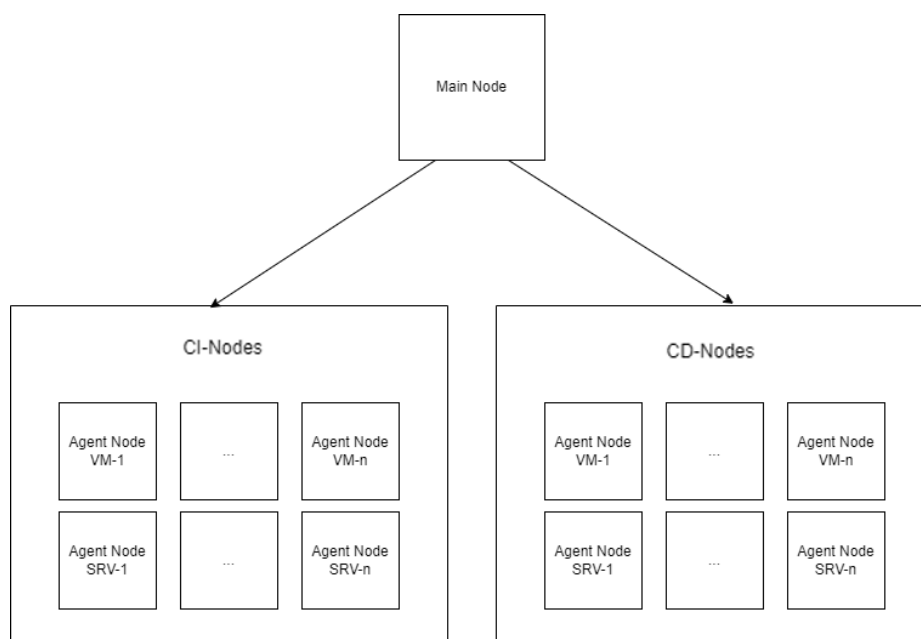 Main Node
CI-Nodes
Agent Node
VM-1
...
Agent Node
VM-n
Agent Node
SRV-1
...
Agent Node
SRV-n
CD-Nodes
Agent Node
VM-1
...
Agent Node
VM-n
Agent Node
SRV-1
...
Agent Node
SRV-n